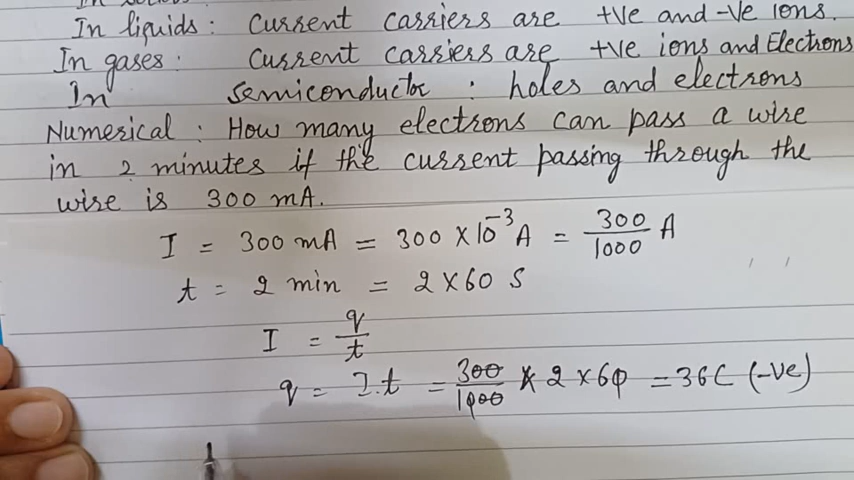 In liquids: Current carriers are +ve and -ve ions.
In gases: Current carriers are +ve ions and Electrons
In semiconductor: holes and electrons
Numerical: How many electrons can pass a wire
in 2 minutes if the current passing through the
wire is 300 mA.
I = 300 mA = 300 × 10⁻³ A = 300/1000 A
t = 2 min = 2×60 S
I = q/t
q = I.t = 300/1000 × 2×60 = 36C (-ve)